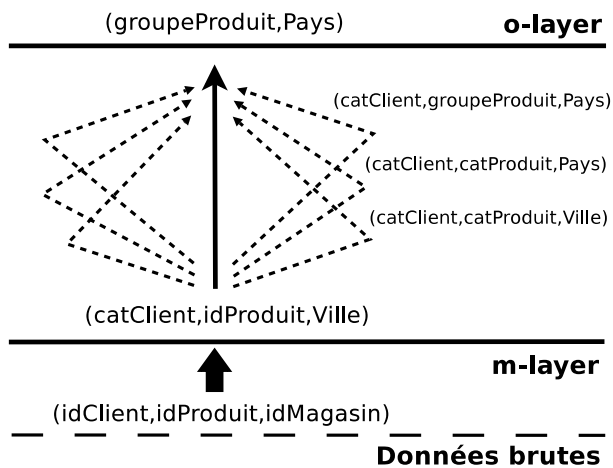 (groupeProduit,Pays)
o-layer
(catClient,groupeProduit,Pays)
(catClient,catProduit,Pays)
(catClient,catProduit,Ville)
(catClient,idProduit,Ville)
m-layer
(idClient,idProduit,idMagasin)
Données brutes